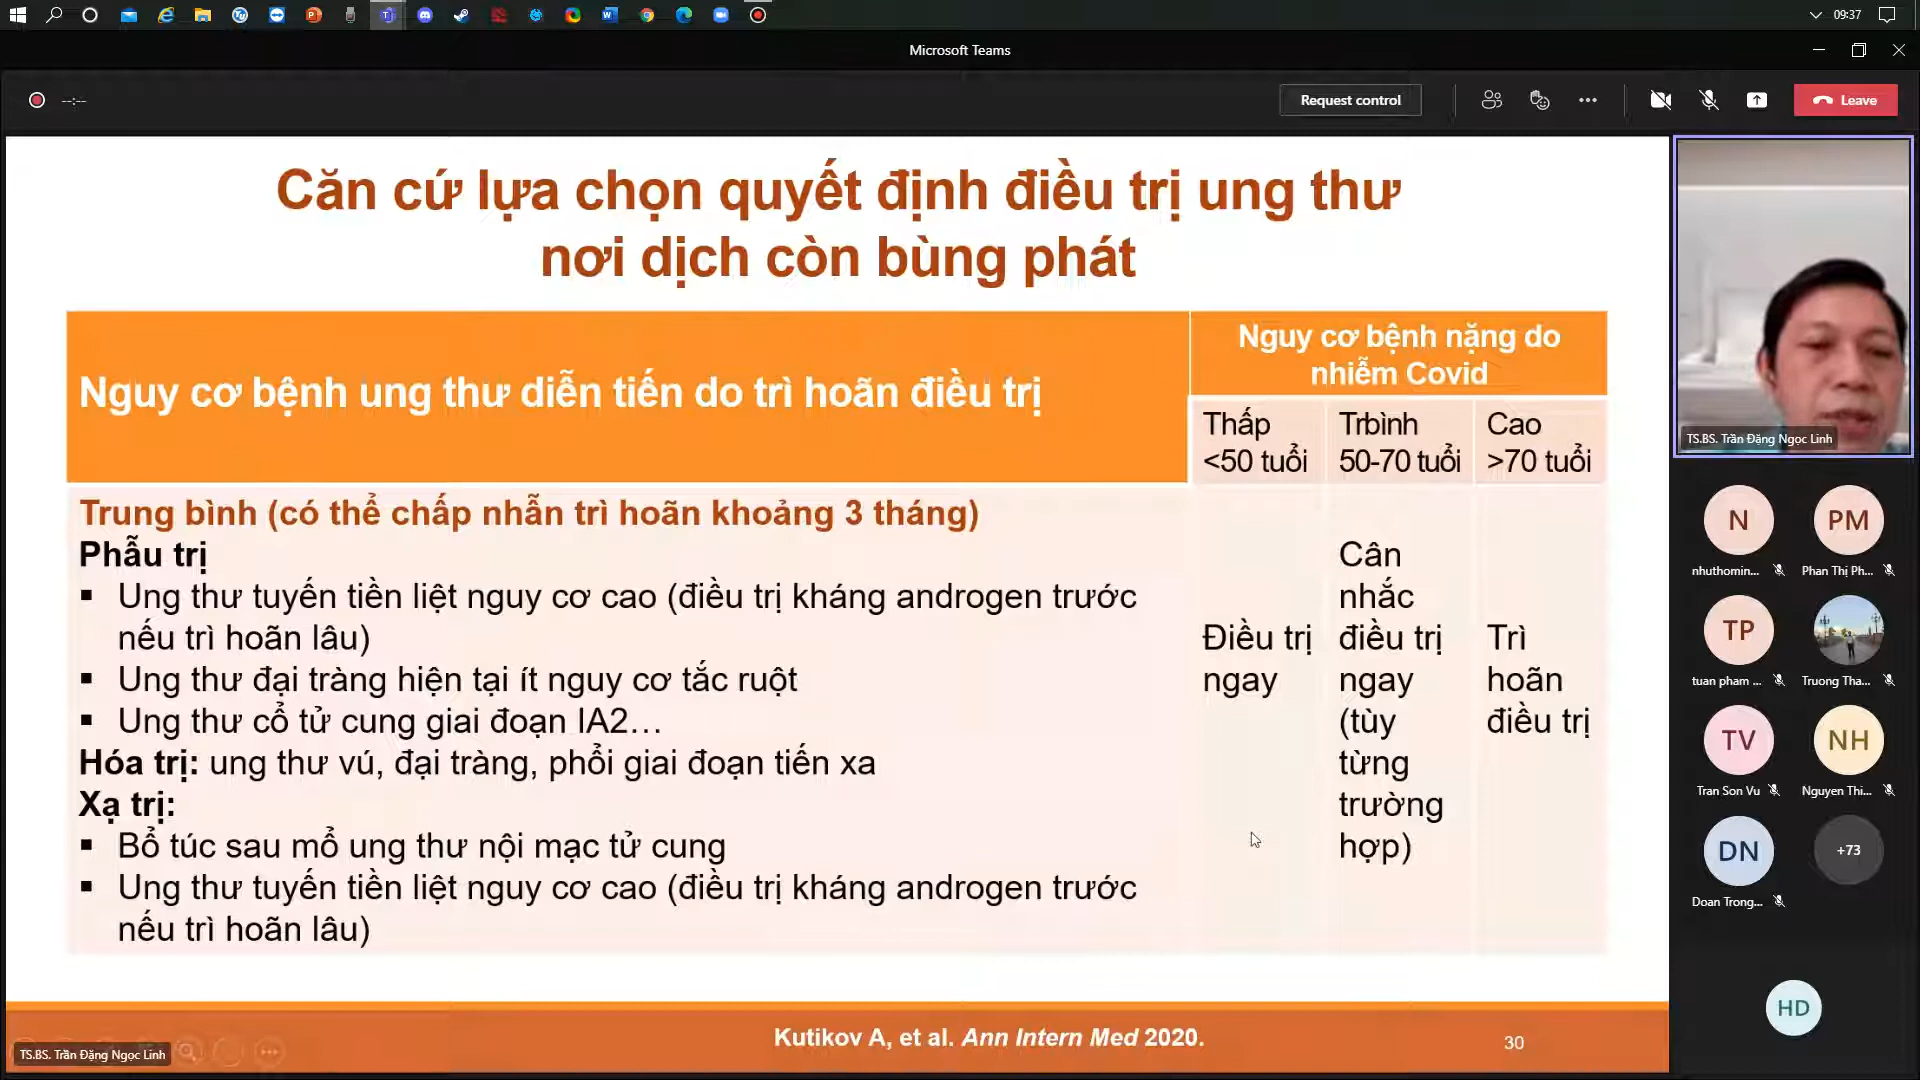 09:37
Microsoft Teams
--:--
Request control
Leave
Căn cứ lựa chọn quyết định điều trị ung thư
nơi dịch còn bùng phát
Nguy cơ bệnh ung thư diễn tiến do trì hoãn điều trị
Nguy cơ bệnh nặng do
nhiễm Covid
Thấp
<50 tuổi
Trbình
50-70 tuổi
Cao
>70 tuổi
Trung bình (có thể chấp nhẫn trì hoãn khoảng 3 tháng)
Phẫu trị
▪ Ung thư tuyến tiền liệt nguy cơ cao (điều trị kháng androgen trước
nếu trì hoãn lâu)
▪ Ung thư đại tràng hiện tại ít nguy cơ tắc ruột
▪ Ung thư cổ tử cung giai đoạn IA2…
Hóa trị: ung thư vú, đại tràng, phổi giai đoạn tiến xa
Xạ trị:
▪ Bổ túc sau mổ ung thư nội mạc tử cung
▪ Ung thư tuyến tiền liệt nguy cơ cao (điều trị kháng androgen trước
nếu trì hoãn lâu)
Điều trị
ngay
Cân
nhắc
điều trị
ngay
(tùy
từng
trường
hợp)
Trì
hoãn
điều trị
Kutikov A, et al. Ann Intern Med 2020.
30
TS.BS. Trần Đặng Ngọc Linh
TS.BS. Trần Đặng Ngọc Linh
N
nhuthomin...
PM
Phan Thị Ph...
TP
tuan pham ...
Truong Tha...
TV
Tran Son Vu
NH
Nguyen Thi...
DN
Doan Trong...
+73
HD